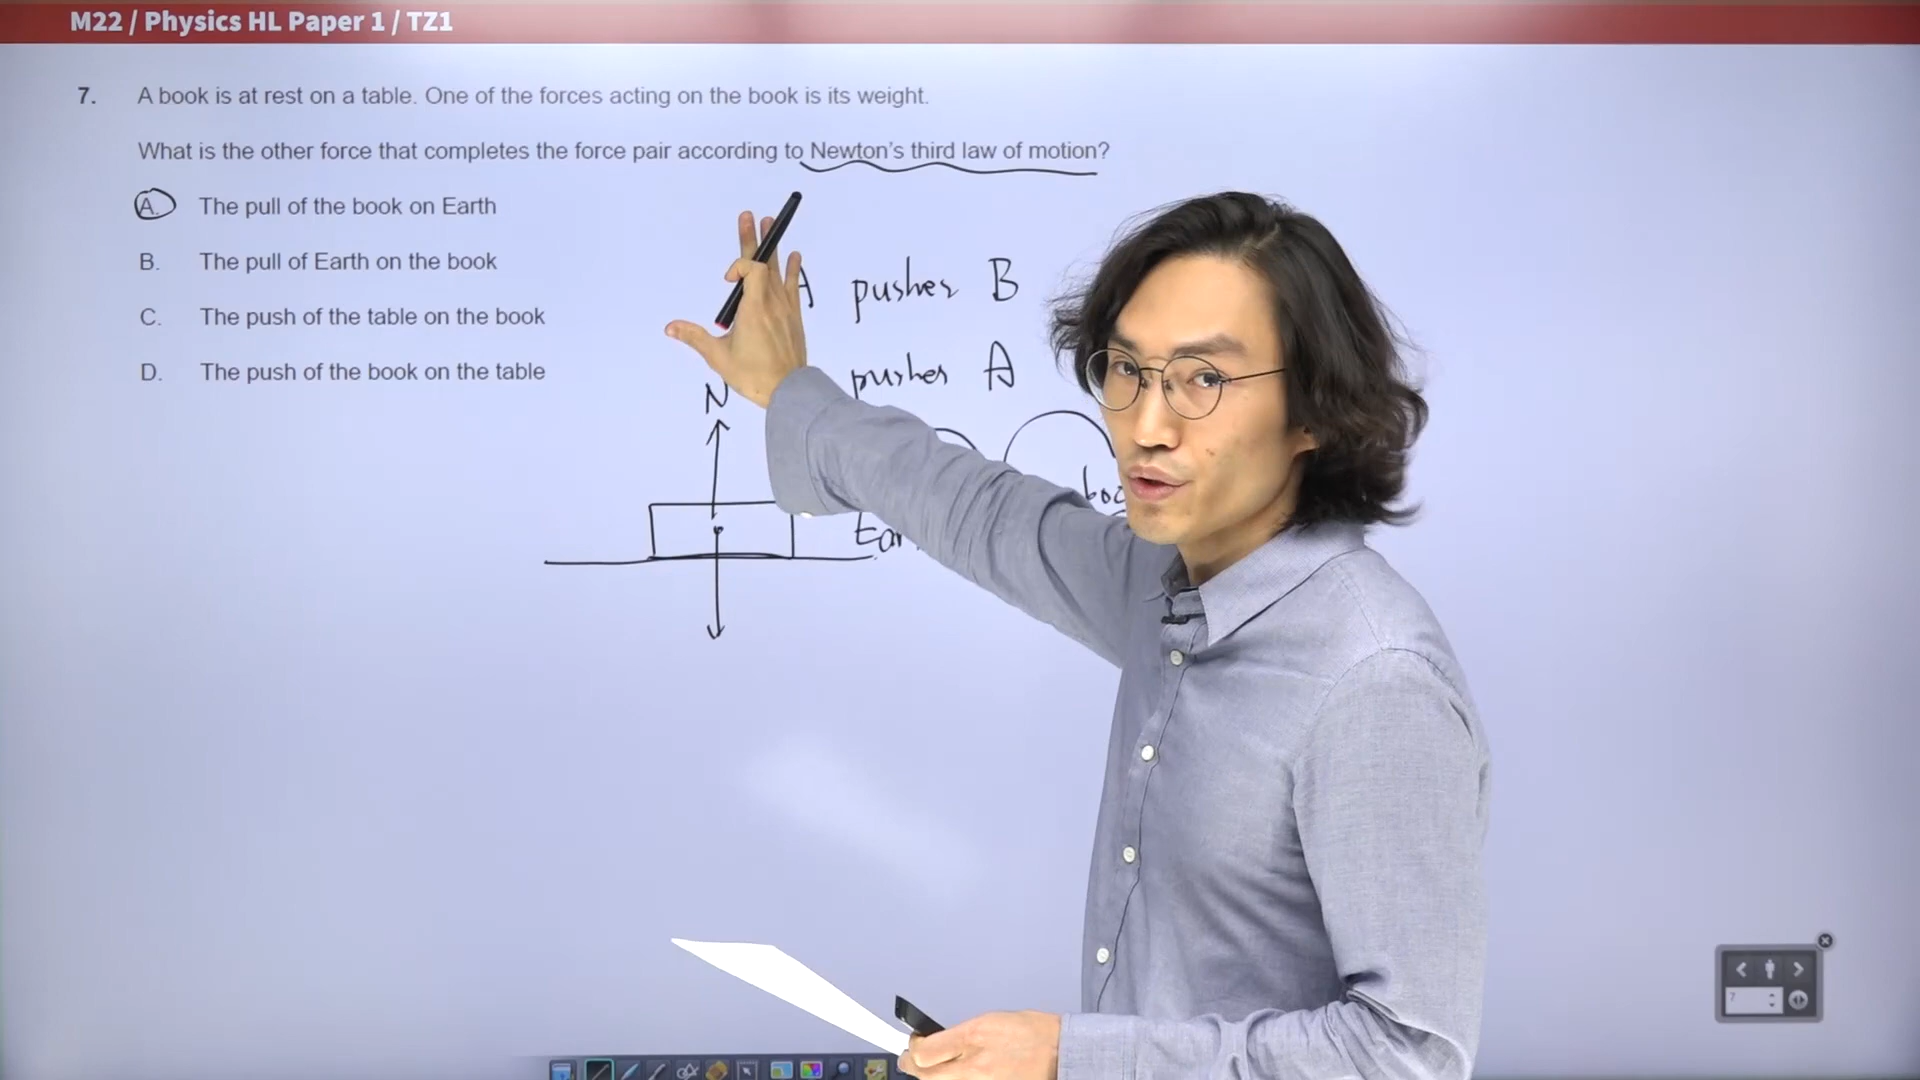 M22 / Physics HL Paper 1 / TZ1
7. A book is at rest on a table. One of the forces acting on the book is its weight.
What is the other force that completes the force pair according to Newton's third law of motion?
A. The pull of the book on Earth
B. The pull of Earth on the book
C. The push of the table on the book
D. The push of the book on the table
A pushes B
pushes A
N
7